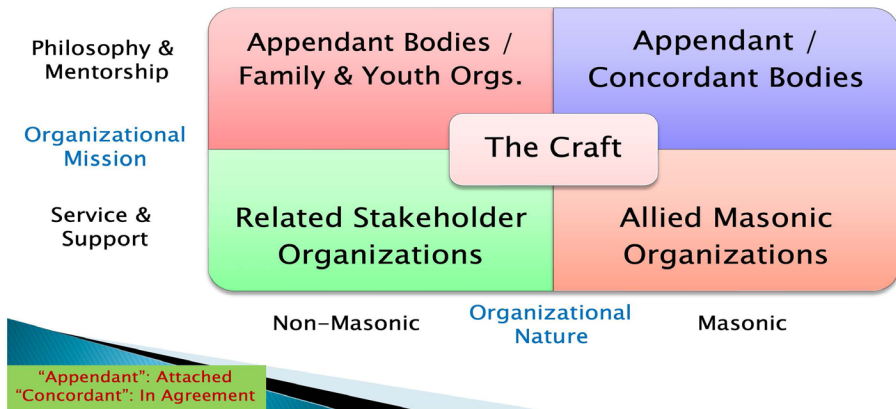 Philosophy &
Mentorship
Appendant Bodies /
Family & Youth Orgs.
Appendant /
Concordant Bodies
Organizational
Mission
The Craft
Service &
Support
Related Stakeholder
Organizations
Allied Masonic
Organizations
Non-Masonic
Organizational
Nature
Masonic
“Appendant”: Attached
“Concordant”: In Agreement